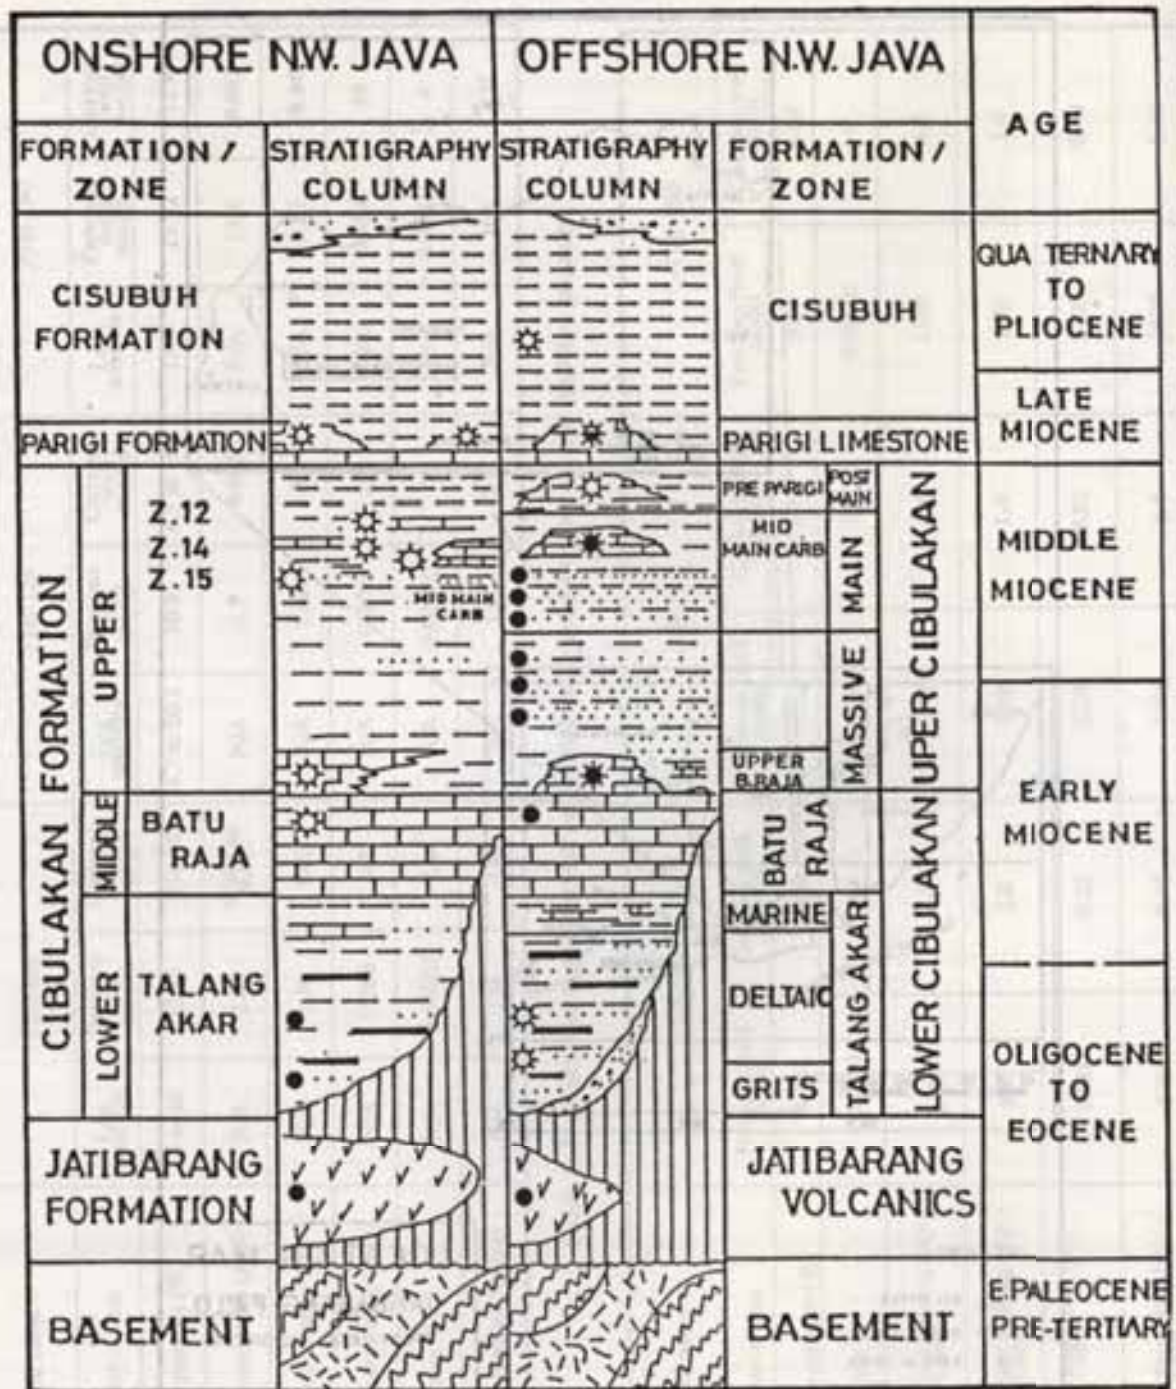 ONSHORE N.W. JAVA
OFFSHORE N.W. JAVA
AGE
FORMATION /
ZONE
STRATIGRAPHY
COLUMN
STRATIGRAPHY
COLUMN
FORMATION /
ZONE
CISUBUH
FORMATION
CISUBUH
QUA TERNARY
TO
PLIOCENE
LATE
MIOCENE
PARIGI FORMATION
PARIGI LIMESTONE
CIBULAKAN FORMATION
UPPER
Z.12
Z.14
Z.15
MID MAIN
CARB
PRE PARIGI
POST
MAIN
MID
MAIN CARB
MAIN
MASSIVE
UPPER
B.RAJA
UPPER CIBULAKAN
MIDDLE
MIOCENE
EARLY
MIOCENE
MIDDLE
BATU
RAJA
BATU
RAJA
LOWER CIBULAKAN
LOWER
TALANG
AKAR
MARINE
DELTAIC
GRITS
TALANG AKAR
OLIGOCENE
TO
EOCENE
JATIBARANG
FORMATION
JATIBARANG
VOLCANICS
BASEMENT
BASEMENT
E.PALEOCENE
PRE-TERTIARY